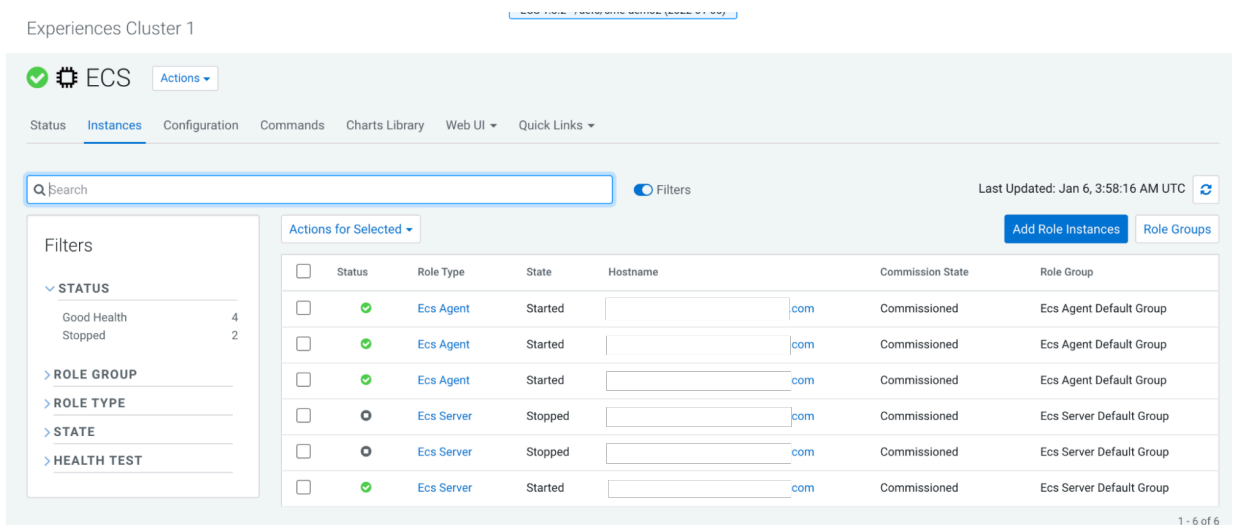 Experiences Cluster 1
ECS Actions
Status Instances Configuration Commands Charts Library Web UI Quick Links
Search
Filters
Last Updated: Jan 6, 3:58:16 AM UTC
Filters
STATUS
Good Health 4
Stopped 2
ROLE GROUP
ROLE TYPE
STATE
HEALTH TEST
Actions for Selected
Add Role Instances Role Groups
Status Role Type State Hostname Commission State Role Group
Ecs Agent Started .com Commissioned Ecs Agent Default Group
Ecs Agent Started com Commissioned Ecs Agent Default Group
Ecs Agent Started com Commissioned Ecs Agent Default Group
Ecs Server Stopped com Commissioned Ecs Server Default Group
Ecs Server Stopped com Commissioned Ecs Server Default Group
Ecs Server Started com Commissioned Ecs Server Default Group
1 - 6 of 6